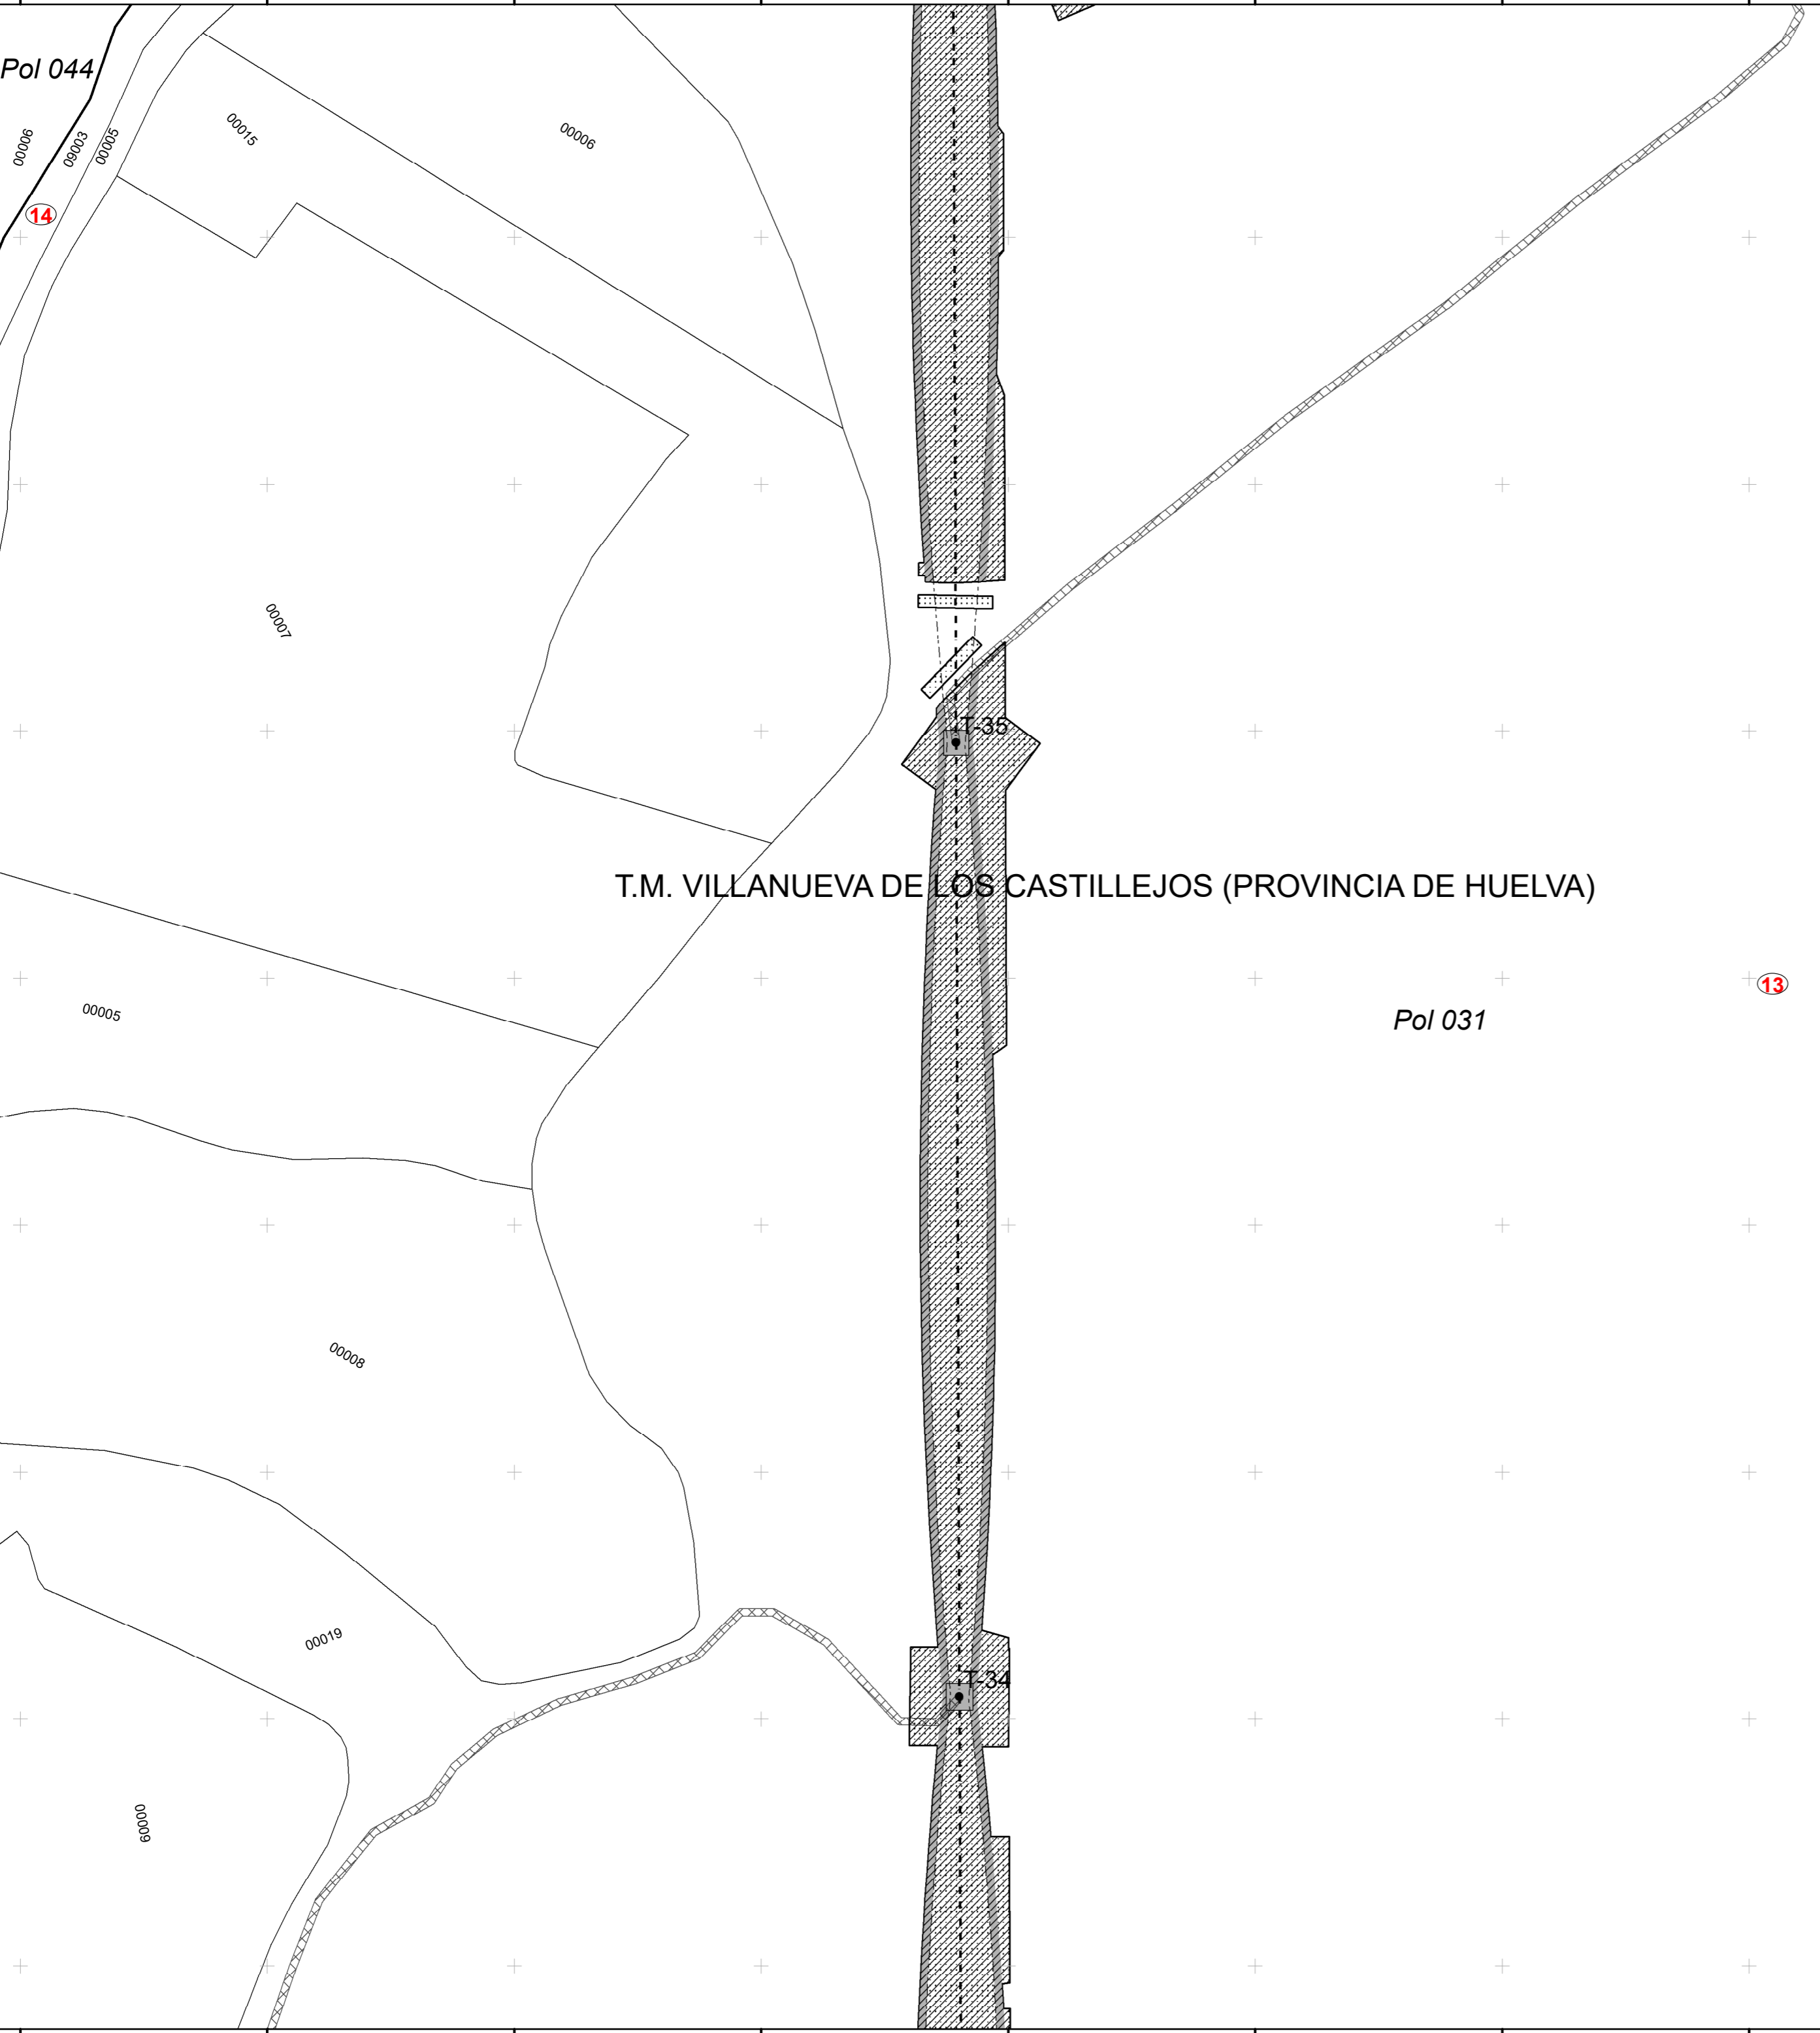 Pol 044
00006
09003
00005
00015
00006
14
00007
T-35
T.M. VILLANUEVA DE LOS CASTILLEJOS (PROVINCIA DE HUELVA)
13
00005
Pol 031
00008
00019
T-34
00009